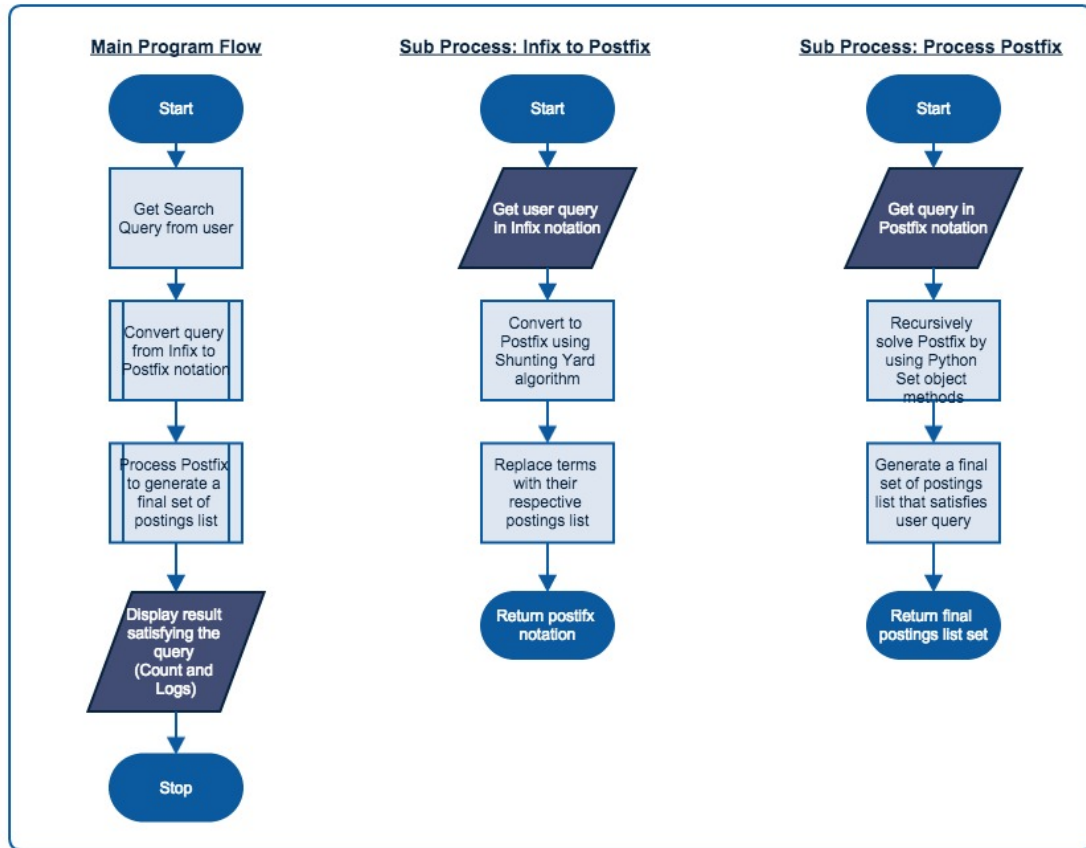 Main Program Flow
Start
Get Search
Query from user
Convert query
from Infix to
Postfix notation
Process Postfix
to generate a
final set of
postings list
Display result
satisfying the
query
(Count and
Logs)
Stop
Sub Process: Infix to Postfix
Start
Get user query
in Infix notation
Convert to
Postfix using
Shunting Yard
algorithm
Replace terms
with their
respective
postings list
Return postifx
notation
Sub Process: Process Postfix
Start
Get query in
Postfix notation
Recursively
solve Postfix by
using Python
Set object
methods
Generate a final
set of postings
list that satisfies
user query
Return final
postings list set